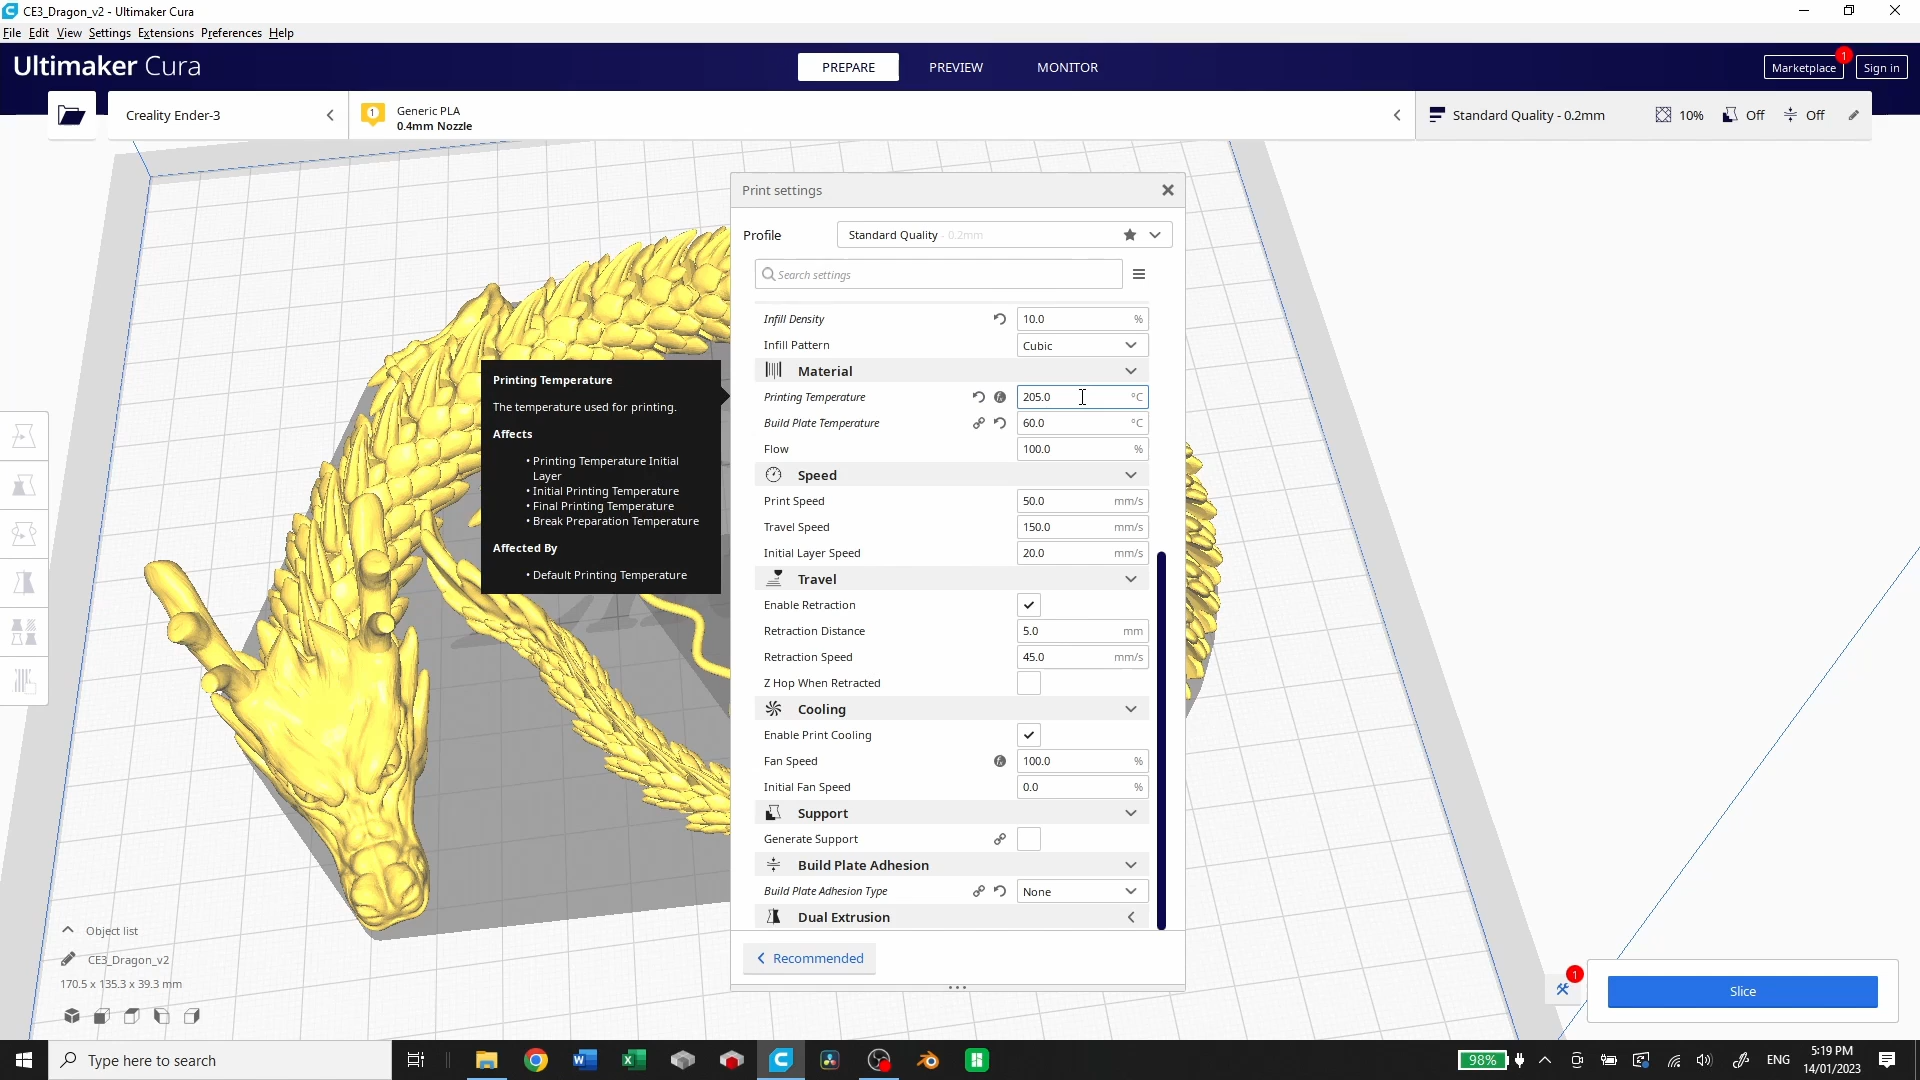 CE3_Dragon_v2 - Ultimaker Cura
File Edit View Settings Extensions Preferences Help
Ultimaker Cura
PREPARE PREVIEW MONITOR
Marketplace 1 Sign in
Creality Ender-3
1 Generic PLA
0.4mm Nozzle
Standard Quality - 0.2mm 10% Off Off
Print settings
Profile Standard Quality - 0.2mm
Search settings
Infill Density 10.0 %
Infill Pattern Cubic
Material
Printing Temperature 205.0 °C
Build Plate Temperature 60.0 °C
Flow 100.0 %
Speed
Print Speed 50.0 mm/s
Travel Speed 150.0 mm/s
Initial Layer Speed 20.0 mm/s
Travel
Enable Retraction
Retraction Distance 5.0 mm
Retraction Speed 45.0 mm/s
Z Hop When Retracted
Cooling
Enable Print Cooling
Fan Speed 100.0 %
Initial Fan Speed 0.0 %
Support
Generate Support
Build Plate Adhesion
Build Plate Adhesion Type None
Dual Extrusion
Recommended
Printing Temperature
The temperature used for printing.
Affects
• Printing Temperature Initial
Layer
• Initial Printing Temperature
• Final Printing Temperature
• Break Preparation Temperature
Affected By
• Default Printing Temperature
Object list
CE3_Dragon_v2
170.5 x 135.3 x 39.3 mm
1
Slice
Type here to search
98%
ENG
5:19 PM
14/01/2023